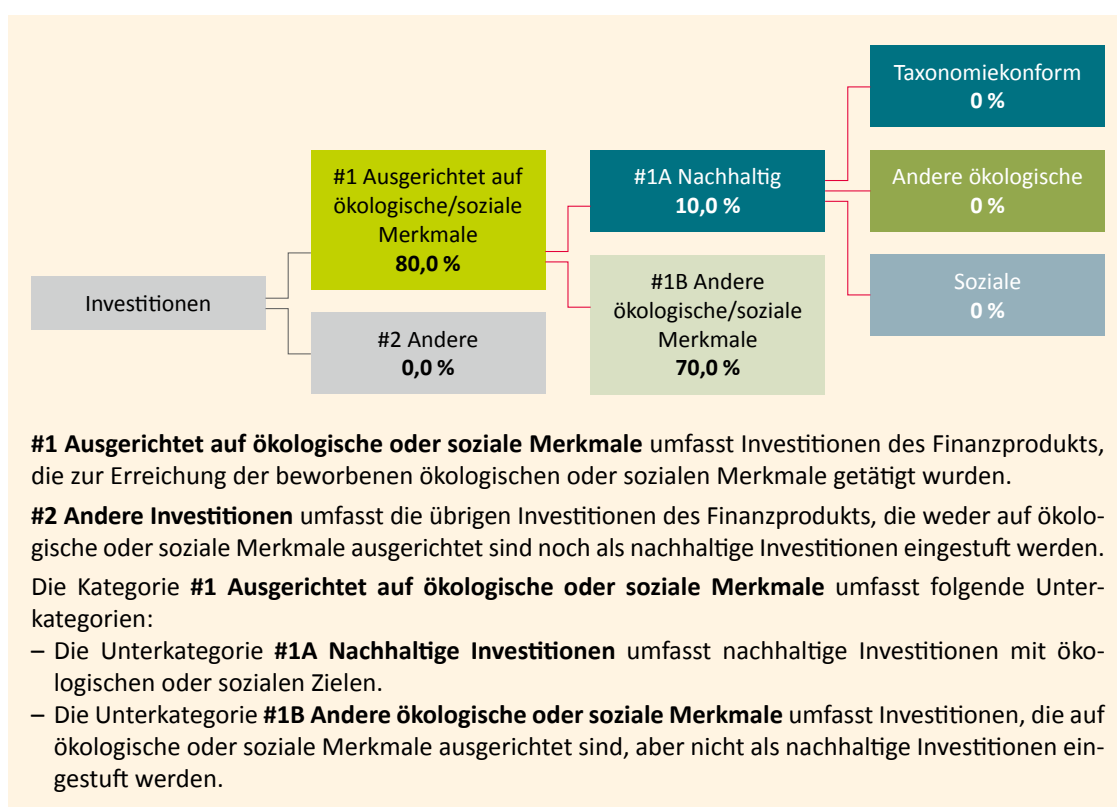 Taxonomiekonform
0 %
#1 Ausgerichtet auf
ökologische/soziale
Merkmale
80,0 %
#1A Nachhaltig
10,0 %
Andere ökologische
0 %
Investitionen
#1B Andere
ökologische/soziale
Merkmale
70,0 %
Soziale
0 %
#2 Andere
0,0 %
#1 Ausgerichtet auf ökologische oder soziale Merkmale umfasst Investitionen des Finanzprodukts,
die zur Erreichung der beworbenen ökologischen oder sozialen Merkmale getätigt wurden.
#2 Andere Investitionen umfasst die übrigen Investitionen des Finanzprodukts, die weder auf ökolo-
gische oder soziale Merkmale ausgerichtet sind noch als nachhaltige Investitionen eingestuft werden.
Die Kategorie #1 Ausgerichtet auf ökologische oder soziale Merkmale umfasst folgende Unter-
kategorien:
– Die Unterkategorie #1A Nachhaltige Investitionen umfasst nachhaltige Investitionen mit öko-
logischen oder sozialen Zielen.
– Die Unterkategorie #1B Andere ökologische oder soziale Merkmale umfasst Investitionen, die auf
ökologische oder soziale Merkmale ausgerichtet sind, aber nicht als nachhaltige Investitionen ein-
gestuft werden.